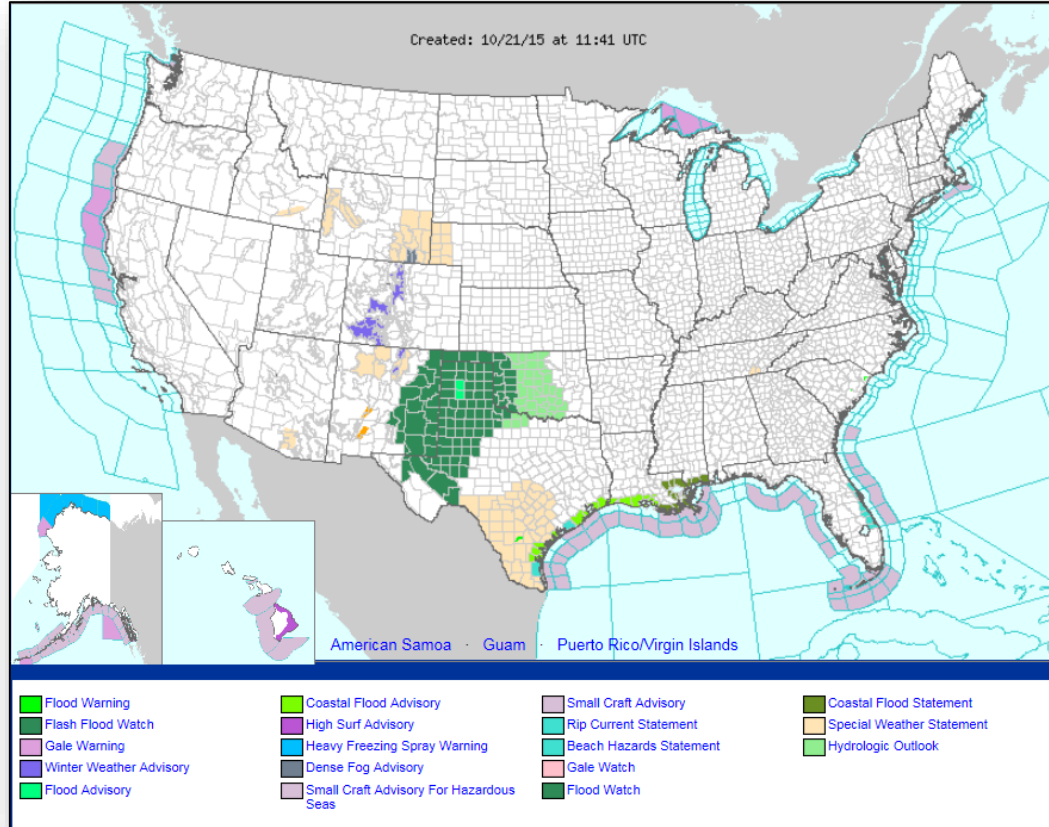 Created: 10/21/15 at 11:41 UTC
American Samoa · Guam · Puerto Rico/Virgin Islands
Flood Warning
Flash Flood Watch
Gale Warning
Winter Weather Advisory
Flood Advisory
Coastal Flood Advisory
High Surf Advisory
Heavy Freezing Spray Warning
Dense Fog Advisory
Small Craft Advisory For Hazardous
Seas
Small Craft Advisory
Rip Current Statement
Beach Hazards Statement
Gale Watch
Flood Watch
Coastal Flood Statement
Special Weather Statement
Hydrologic Outlook